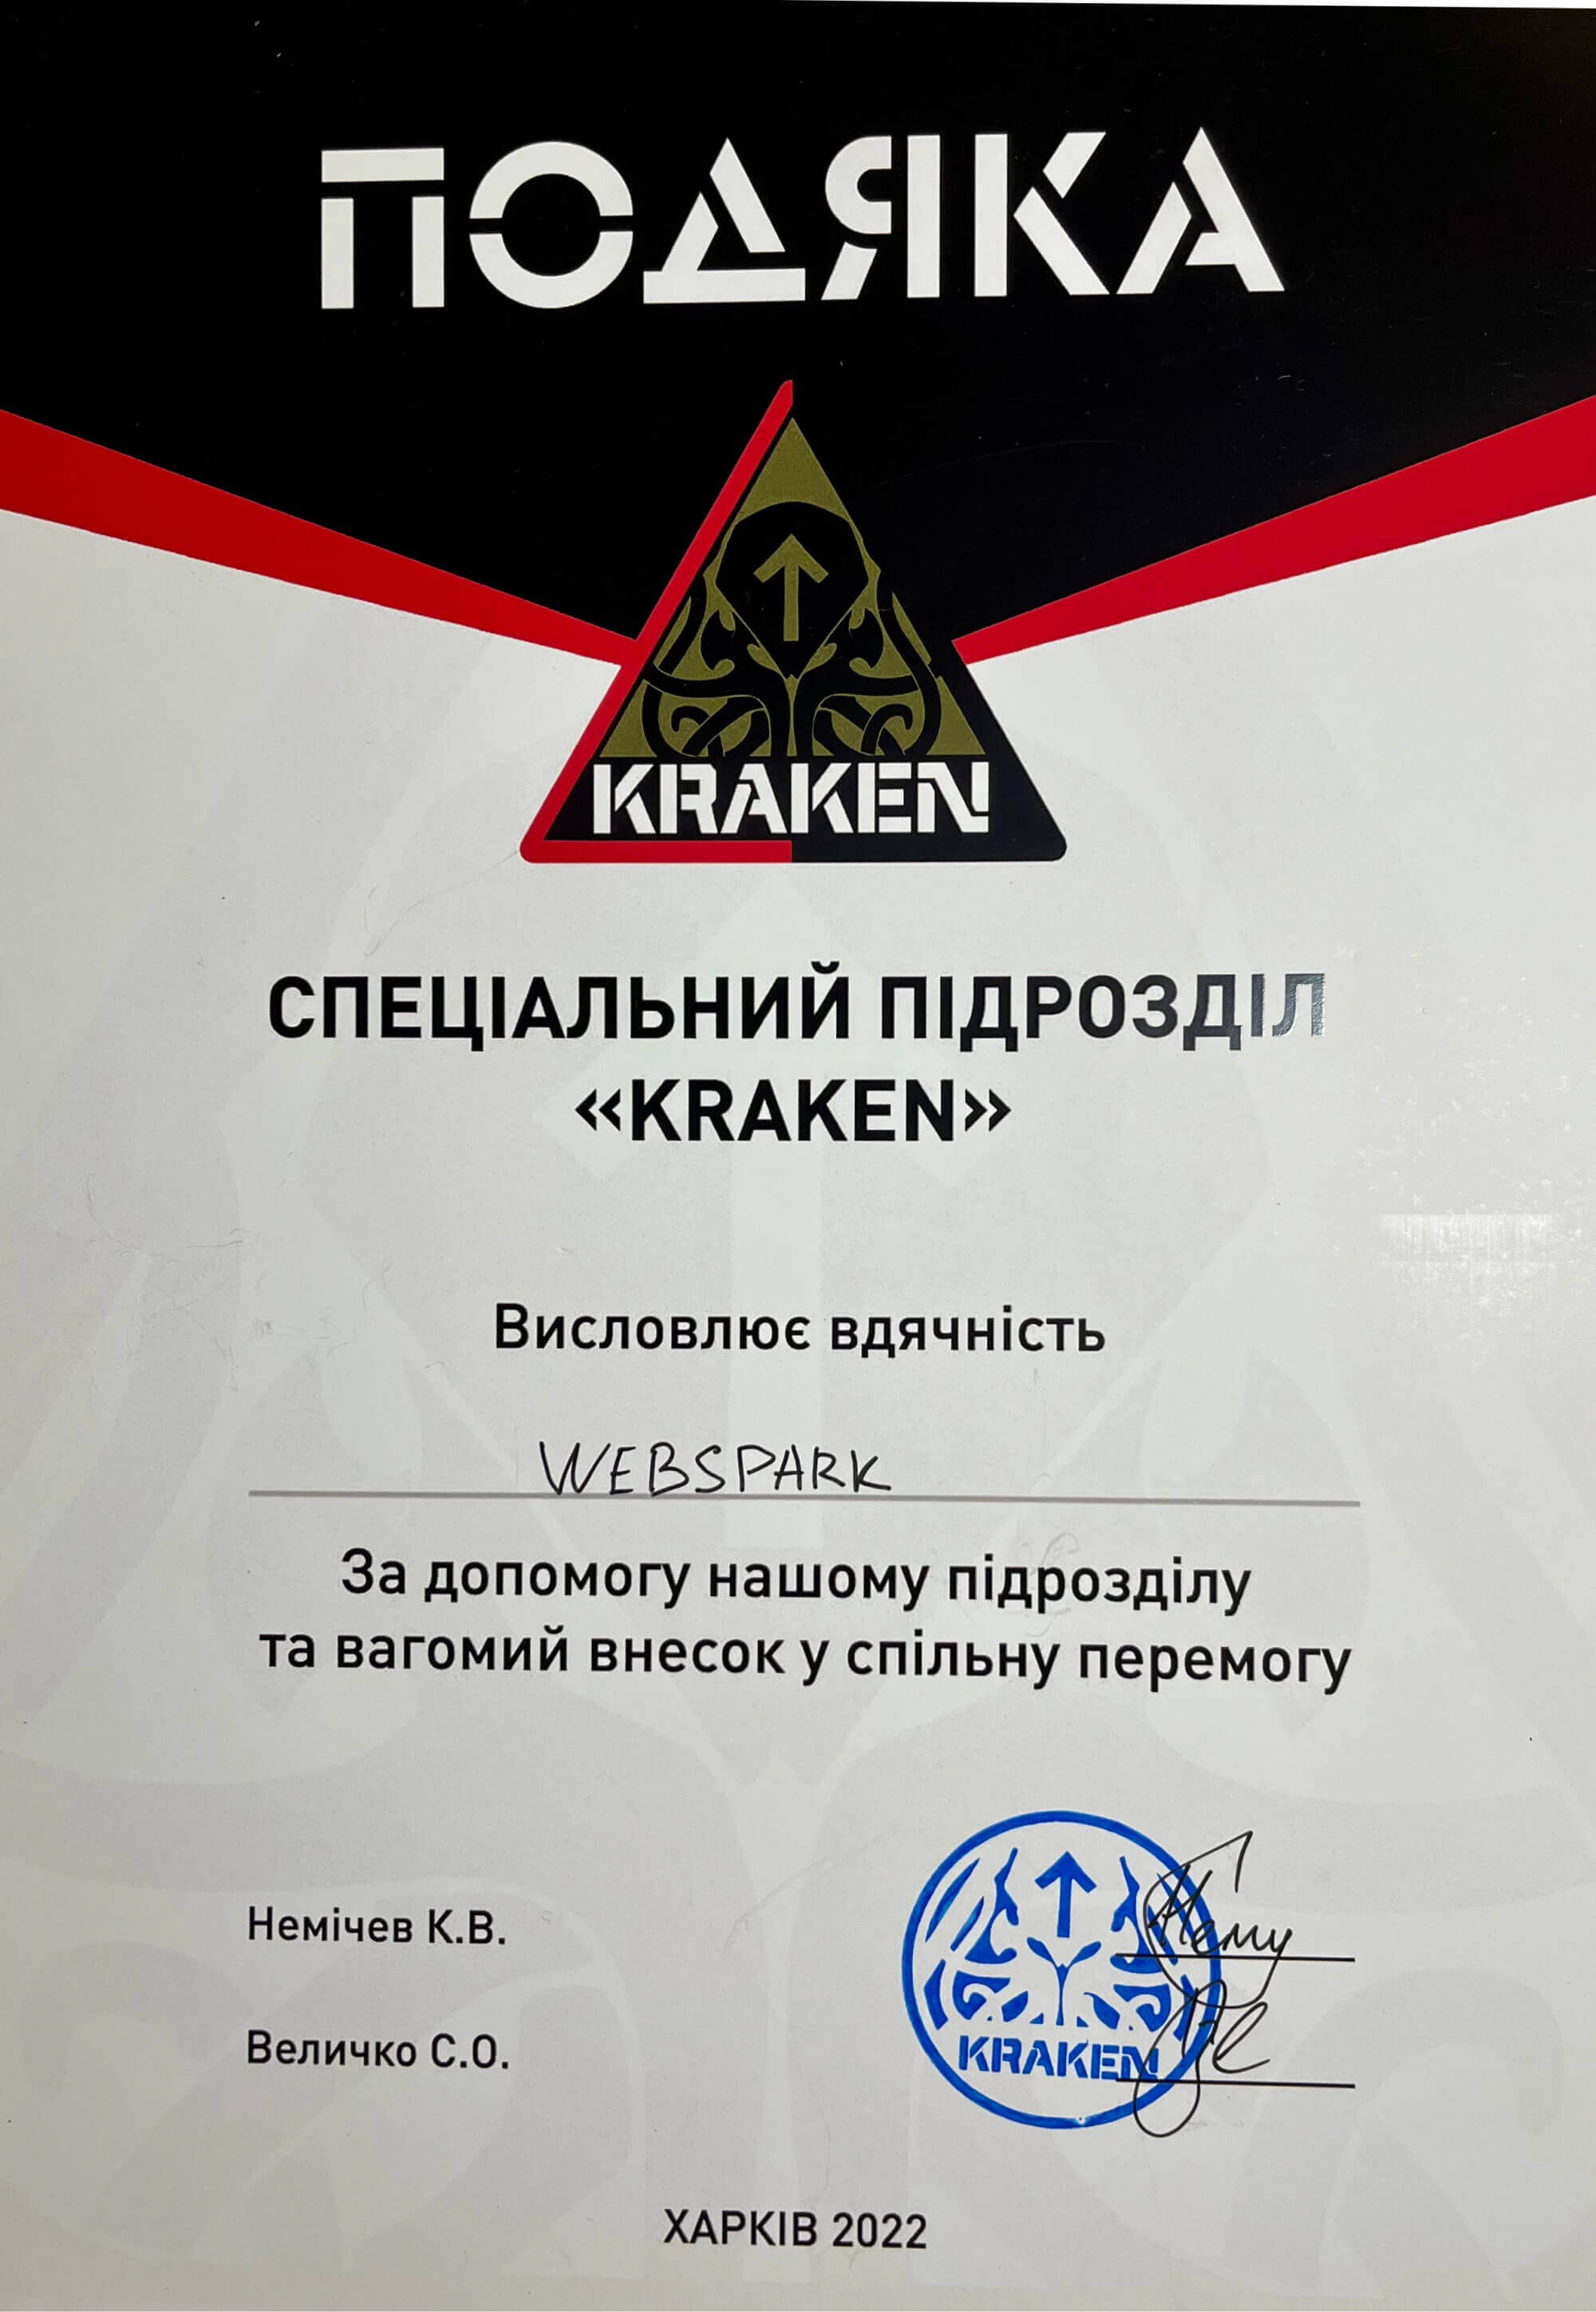 ПОДЯКА
KRAKEN
СПЕЦІАЛЬНИЙ ПІДРОЗДІЛ
«KRAKEN»
Висловлює вдячність
WEBSPARK
За допомогу нашому підрозділу
та вагомий внесок у спільну перемогу
Немічев К.В.
Величко С.О.
KRAKEN
ХАРКІВ 2022